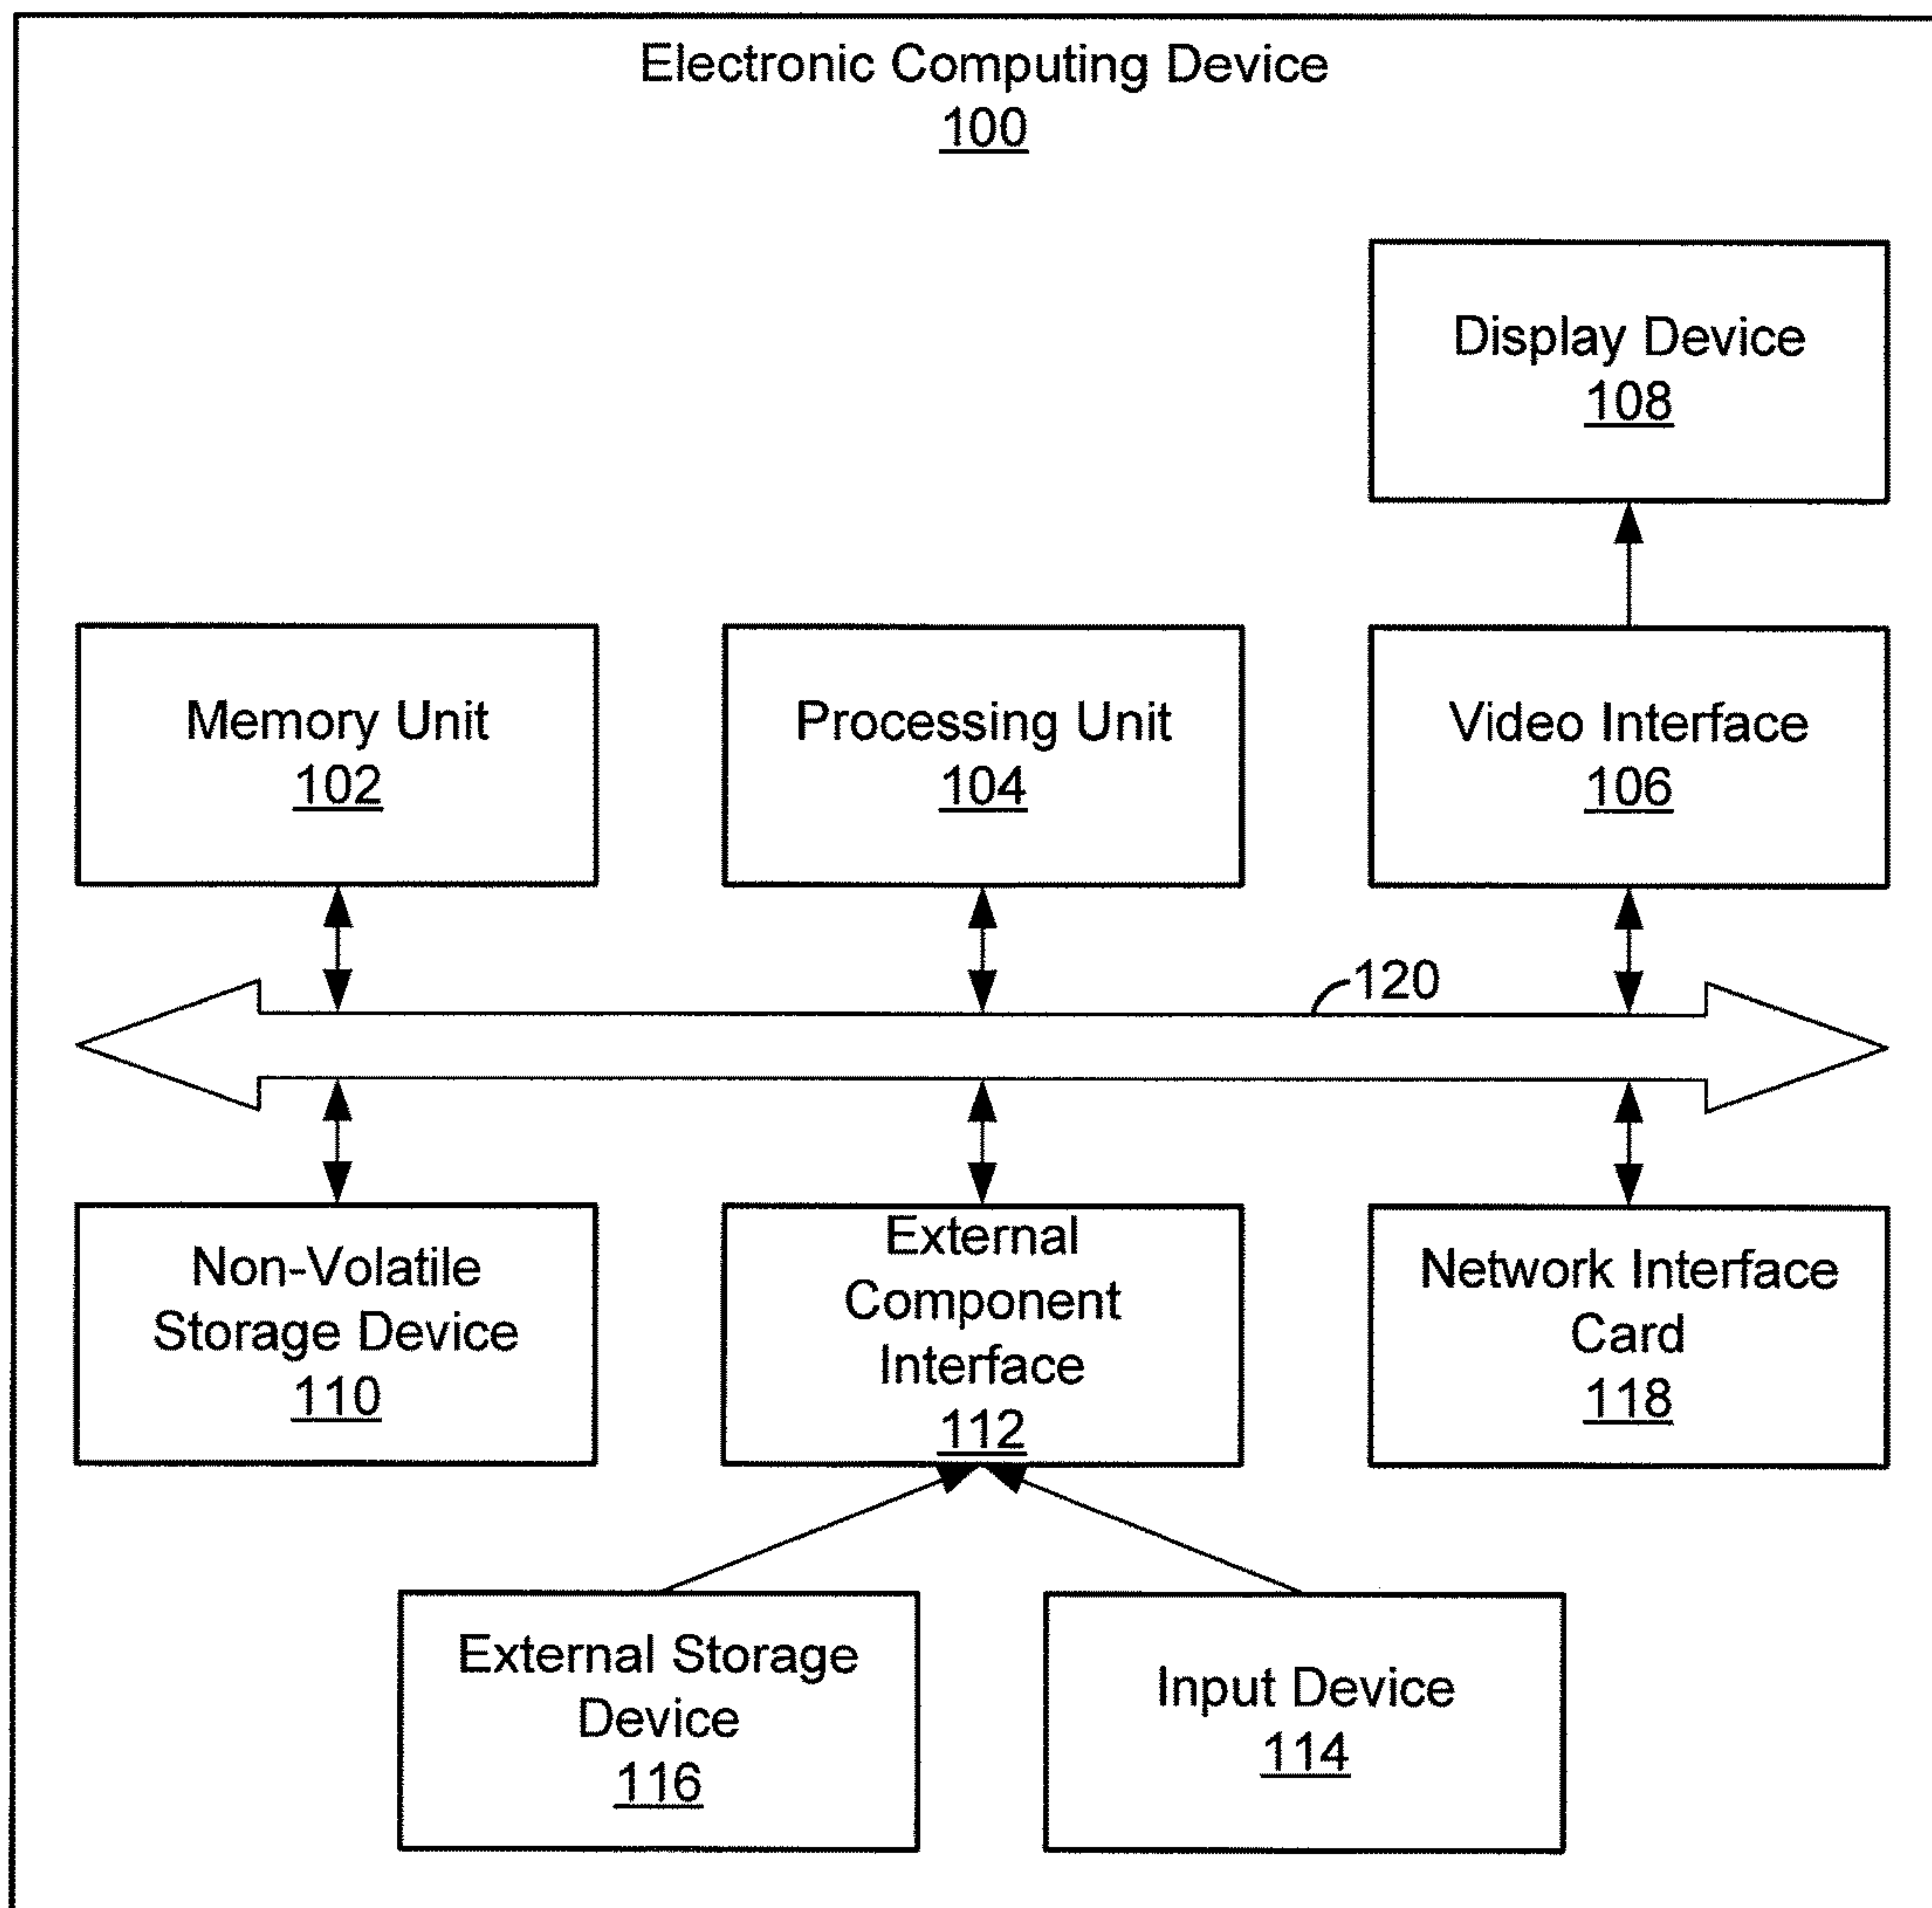 Electronic Computing Device
100
Display Device
108
Memory Unit
102
Processing Unit
104
Video Interface
106
120
Non-Volatile
Storage Device
110
External
Component
Interface
112
Network Interface
Card
118
External Storage
Device
116
Input Device
114